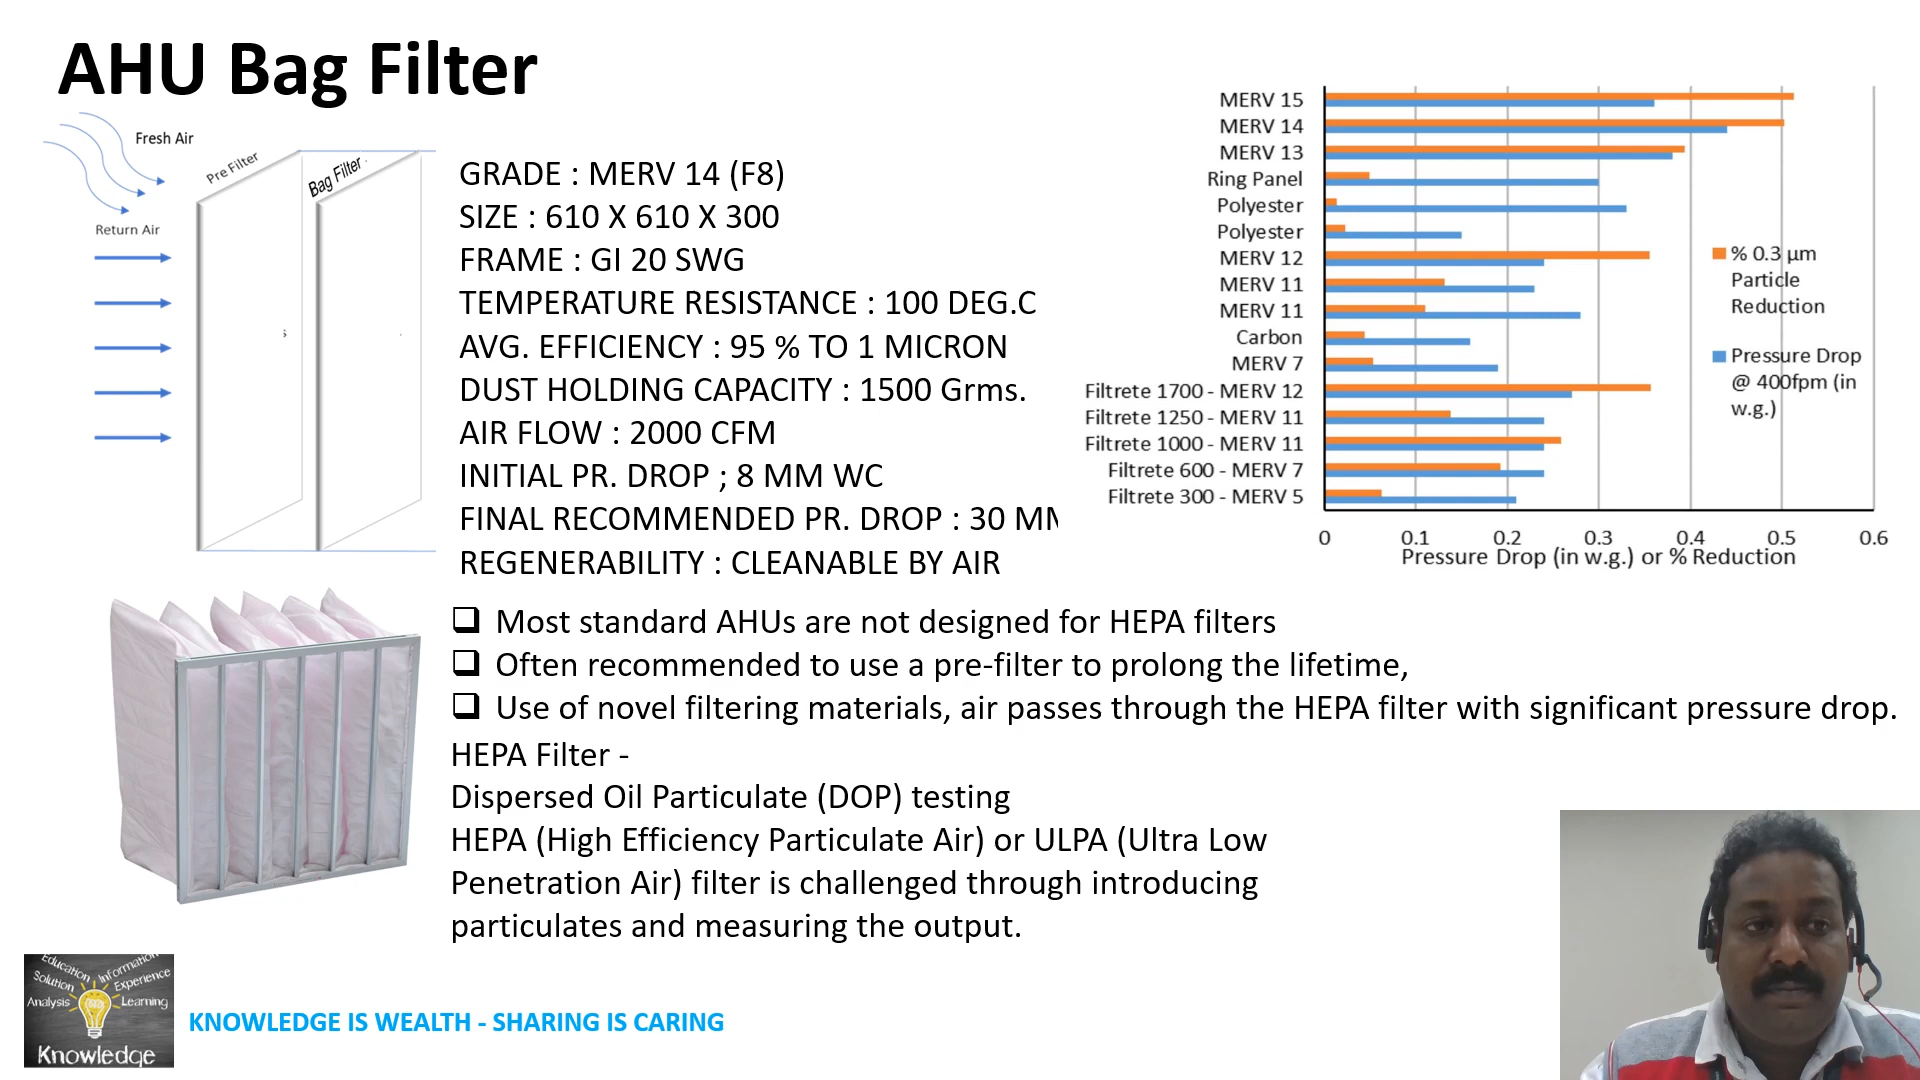 AHU Bag Filter
Fresh Air
Pre Filter
Bag Filter
Return Air
GRADE : MERV 14 (F8)
SIZE : 610 X 610 X 300
FRAME : GI 20 SWG
TEMPERATURE RESISTANCE : 100 DEG.C
AVG. EFFICIENCY : 95 % TO 1 MICRON
DUST HOLDING CAPACITY : 1500 Grms.
AIR FLOW : 2000 CFM
INITIAL PR. DROP ; 8 MM WC
FINAL RECOMMENDED PR. DROP : 30 MM
REGENERABILITY : CLEANABLE BY AIR
MERV 15
MERV 14
MERV 13
Ring Panel
Polyester
Polyester
MERV 12
MERV 11
MERV 11
Carbon
MERV 7
Filtrete 1700 - MERV 12
Filtrete 1250 - MERV 11
Filtrete 1000 - MERV 11
Filtrete 600 - MERV 7
Filtrete 300 - MERV 5
0 0.1 0.2 0.3 0.4 0.5 0.6
Pressure Drop (in w.g.) or % Reduction
% 0.3 µm
Particle
Reduction
Pressure Drop
@ 400fpm (in
w.g.)
❑ Most standard AHUs are not designed for HEPA filters
❑ Often recommended to use a pre-filter to prolong the lifetime,
❑ Use of novel filtering materials, air passes through the HEPA filter with significant pressure drop.
HEPA Filter -
Dispersed Oil Particulate (DOP) testing
HEPA (High Efficiency Particulate Air) or ULPA (Ultra Low
Penetration Air) filter is challenged through introducing
particulates and measuring the output.
Education Information
Solution Experience
Analysis Learning
Knowledge
KNOWLEDGE IS WEALTH - SHARING IS CARING